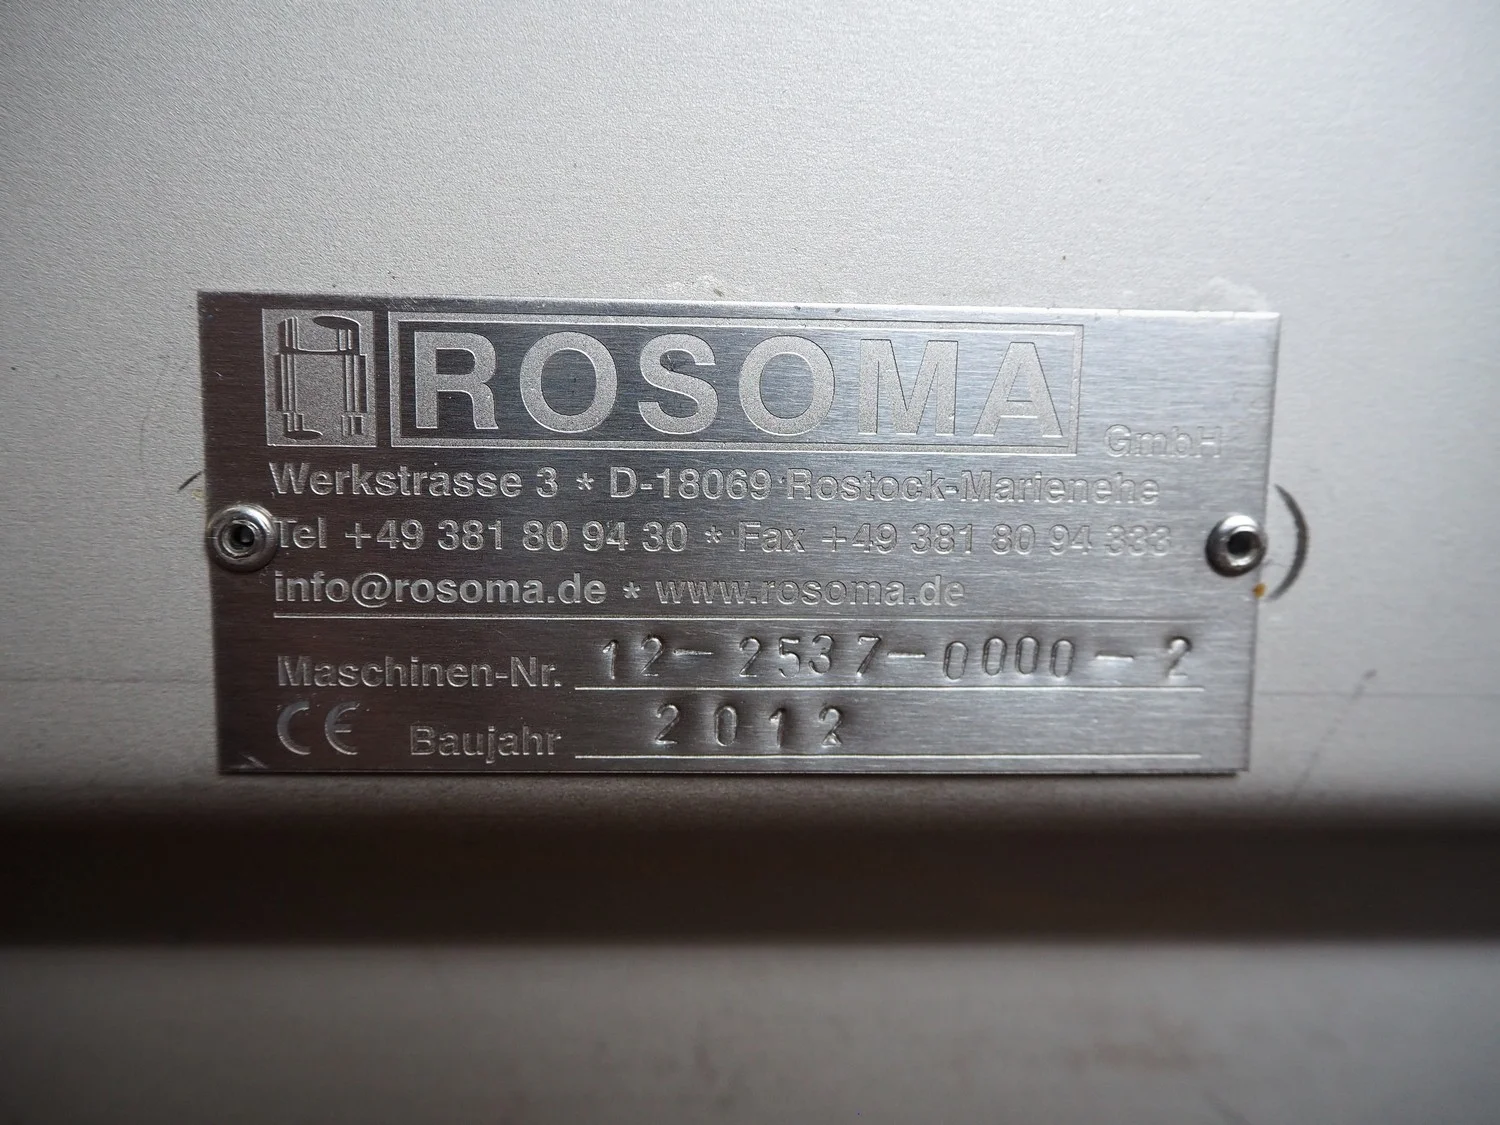 ROSOMA GmbH
Werkstrasse 3 * D-18069 Rostock-Marienehe
Tel +49 381 80 94 30 * Fax +49 381 80 94 333
info@rosoma.de * www.rosoma.de
Maschinen-Nr. 12-2537-0000-2
CE Baujahr 2012